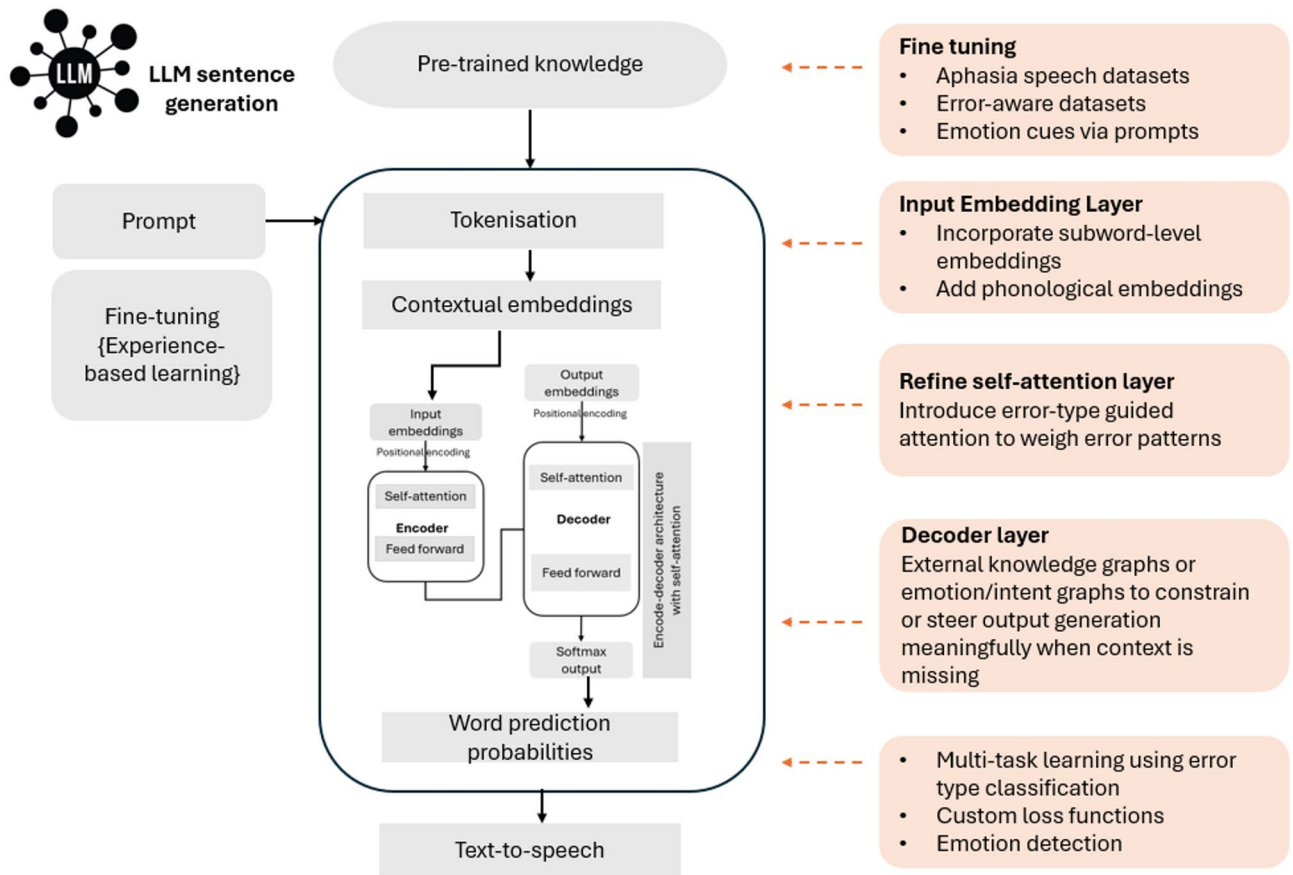 LLM
LLM sentence
generation
Pre-trained knowledge
Prompt
Fine-tuning
{Experience-
based learning}
Tokenisation
Contextual embeddings
Input
embeddings
Positional encoding
Self-attention
Encoder
Feed forward
Output
embeddings
Positional encoding
Self-attention
Decoder
Feed forward
Encode-decoder architecture
with self-attention
Softmax
output
Word prediction
probabilities
Text-to-speech
Fine tuning
• Aphasia speech datasets
• Error-aware datasets
• Emotion cues via prompts
Input Embedding Layer
• Incorporate subword-level
embeddings
• Add phonological embeddings
Refine self-attention layer
Introduce error-type guided
attention to weigh error patterns
Decoder layer
External knowledge graphs or
emotion/intent graphs to constrain
or steer output generation
meaningfully when context is
missing
• Multi-task learning using error
type classification
• Custom loss functions
• Emotion detection